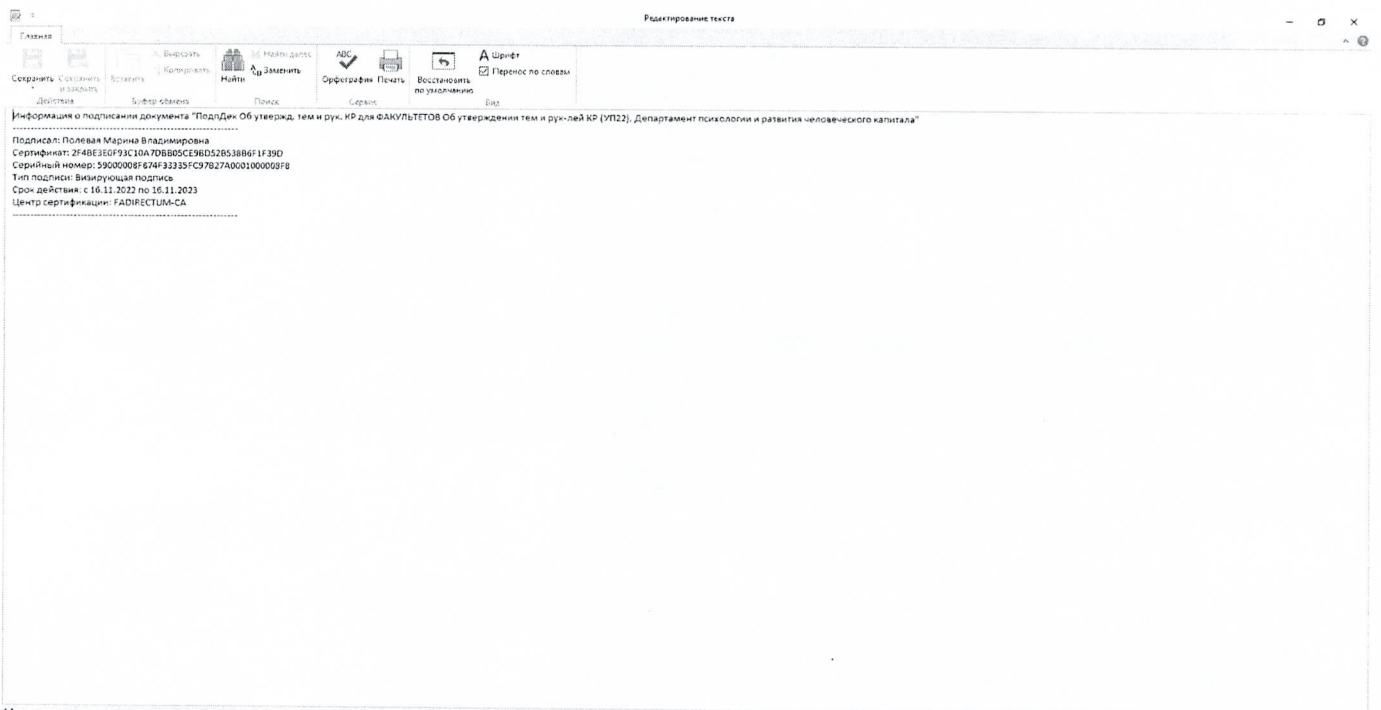 Редактирование текста
Главная
Сохранить Сохранить и закрыть
Вставить
Вырезать
Копировать
Найти
Найти далее
Заменить
ABC
Орфография Печать
Восстановить по умолчанию
A Шрифт
Перенос по словам
Действия Буфер обмена Поиск Сервис Вид
Информация о подписании документа "ПодпДек Об утвержд. тем и рук. КР для ФАКУЛЬТЕТОВ Об утверждении тем и рук-лей КР (УП22). Департамент психологии и развития человеческого капитала"
Подписал: Полевая Марина Владимировна
Сертификат: 2F4BE3E0F93C10A7DBB05CE9BD52B538B6F1F39D
Серийный номер: 59000008F874F33335FC97B27A0001000008F8
Тип подписи: Визирующая подпись
Срок действия: с 16.11.2022 по 16.11.2023
Центр сертификации: FADIRECTUM-CA